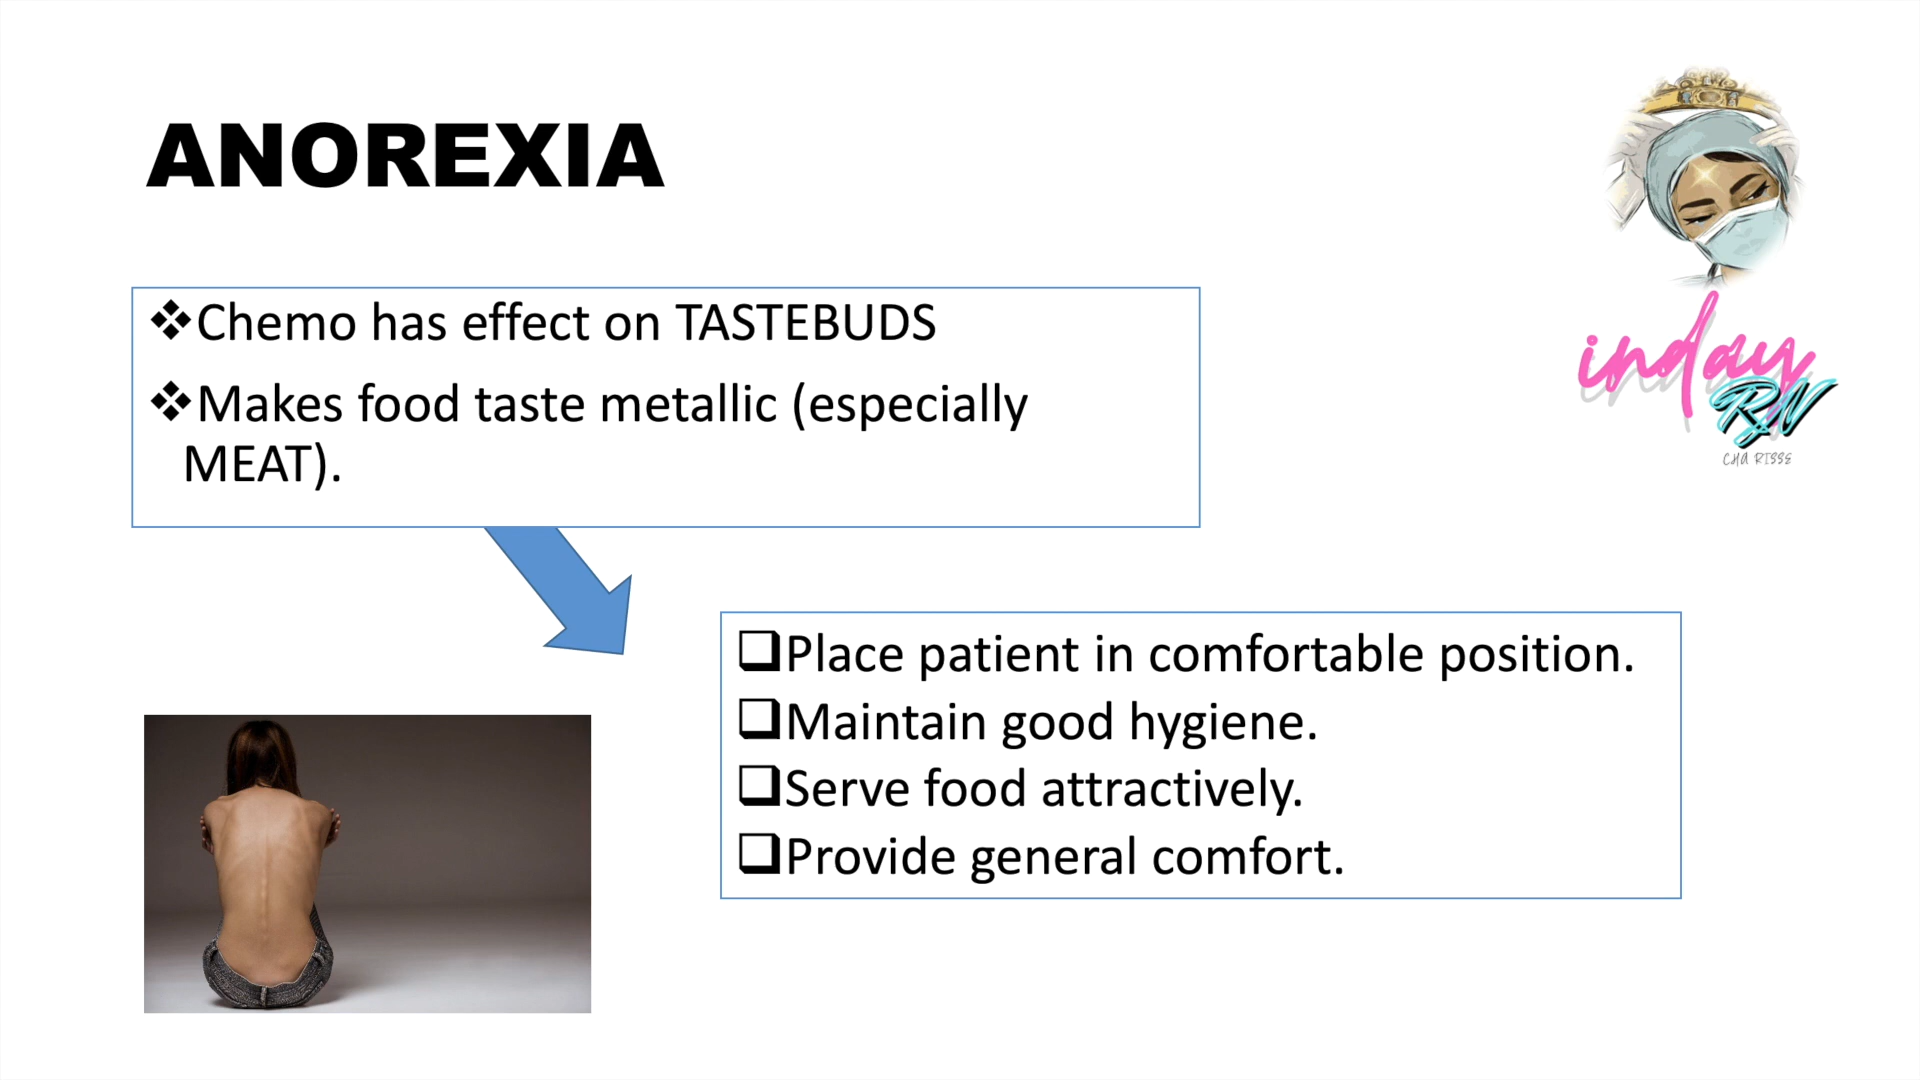 ANOREXIA
❖Chemo has effect on TASTEBUDS
❖Makes food taste metallic (especially
MEAT).
❑Place patient in comfortable position.
❑Maintain good hygiene.
❑Serve food attractively.
❑Provide general comfort.
inday
RN
CHA RISSE